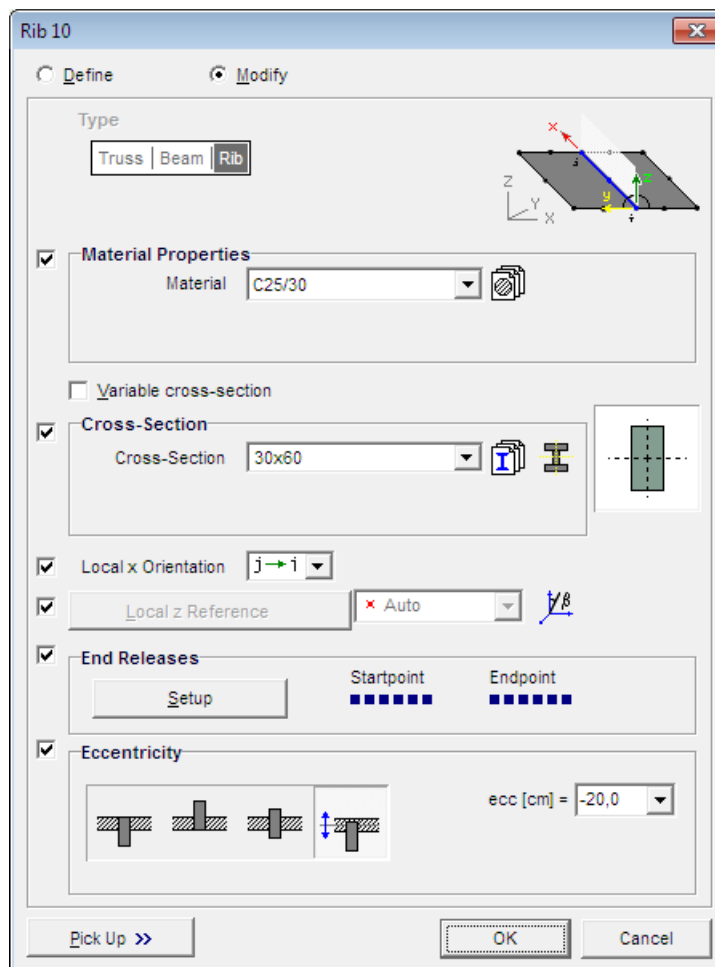 Rib 10
Define Modify
Type
Truss Beam Rib
x
j
z
y
i
Z
Y
X
Material Properties
Material C25/30
Variable cross-section
Cross-Section
Cross-Section 30x60
Local x Orientation j→i
Local z Reference Auto β
End Releases
Startpoint Endpoint
Setup
Eccentricity
ecc [cm] = -20,0
Pick Up >> OK Cancel